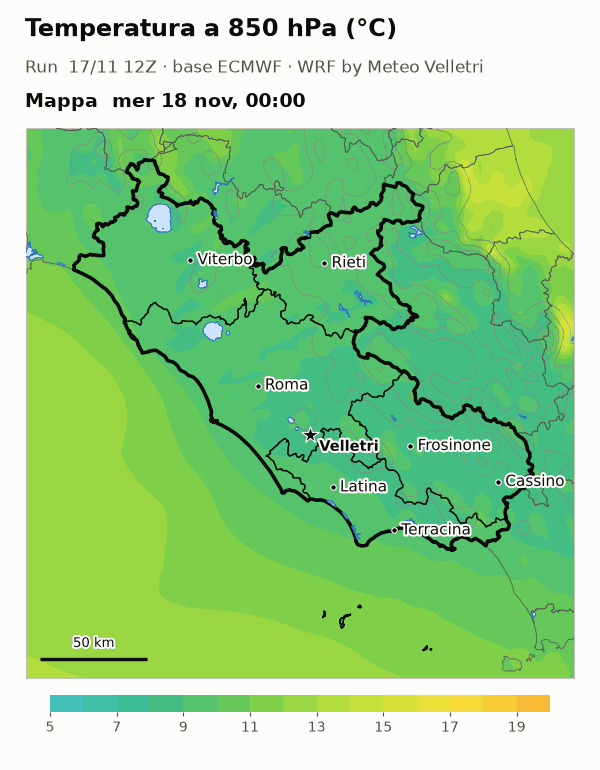 Temperatura a 850 hPa (°C)
Run  17/11 12Z · base ECMWF · WRF by Meteo Velletri
Mappa  mer 18 nov, 00:00
Viterbo
Rieti
Roma
Velletri
Frosinone
Latina
Cassino
Terracina
50 km
5 7 9 11 13 15 17 19